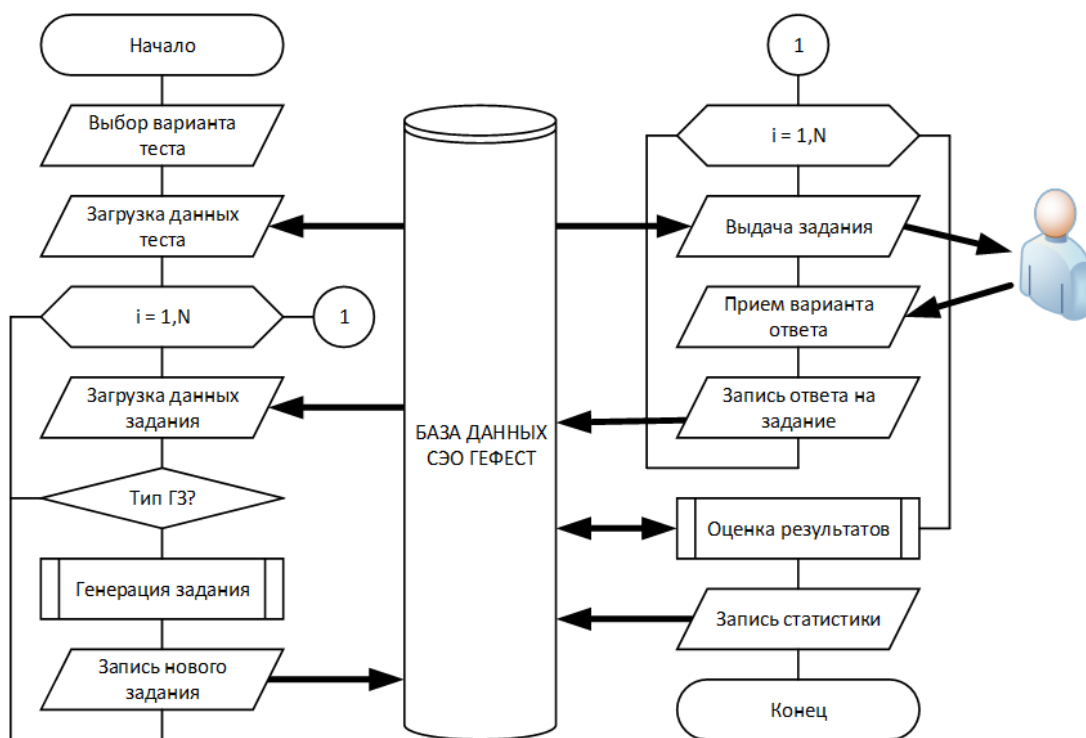 Начало
Выбор варианта
теста
Загрузка данных
теста
i = 1,N
1
Загрузка данных
задания
Тип ГЗ?
Генерация задания
Запись нового
задания
БАЗА ДАННЫХ
СЭО ГЕФЕСТ
1
i = 1,N
Выдача задания
Прием варианта
ответа
Запись ответа на
задание
Оценка результатов
Запись статистики
Конец